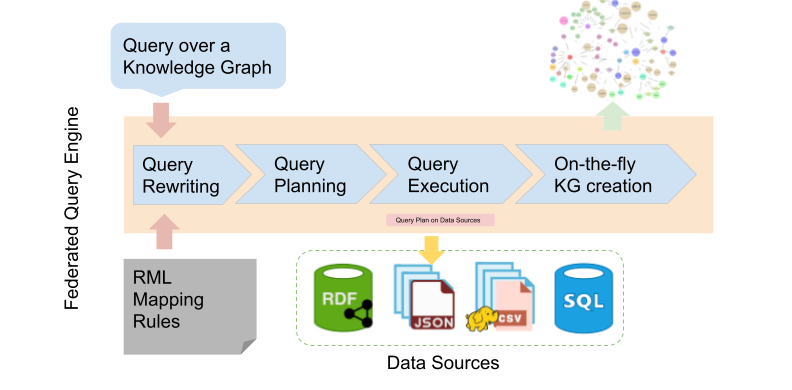 Query over a
Knowledge Graph
Federated Query Engine
Query
Rewriting
Query
Planning
Query
Execution
On-the-fly
KG creation
Query Plan on Data Sources
RML
Mapping
Rules
RDF
JSON
CSV
SQL
Data Sources